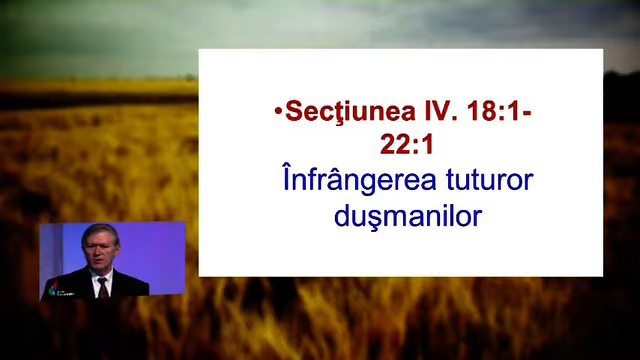 •Secţiunea IV. 18:1-
22:1
Înfrângerea tuturor
duşmanilor